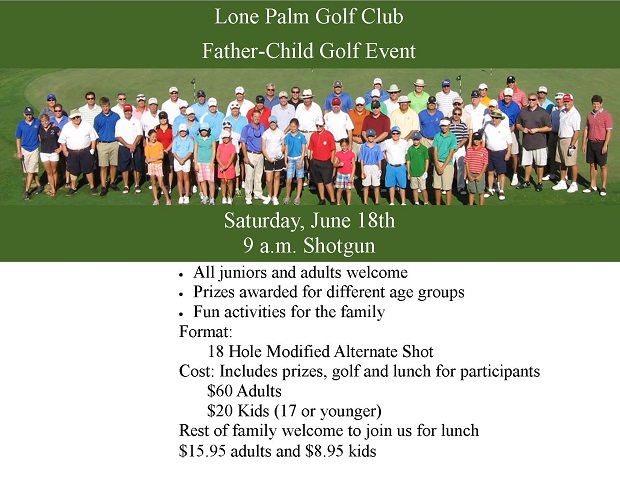 Lone Palm Golf Club
Father-Child Golf Event
Saturday, June 18th
9 a.m. Shotgun
• All juniors and adults welcome
• Prizes awarded for different age groups
• Fun activities for the family
Format:
18 Hole Modified Alternate Shot
Cost: Includes prizes, golf and lunch for participants
$60 Adults
$20 Kids (17 or younger)
Rest of family welcome to join us for lunch
$15.95 adults and $8.95 kids